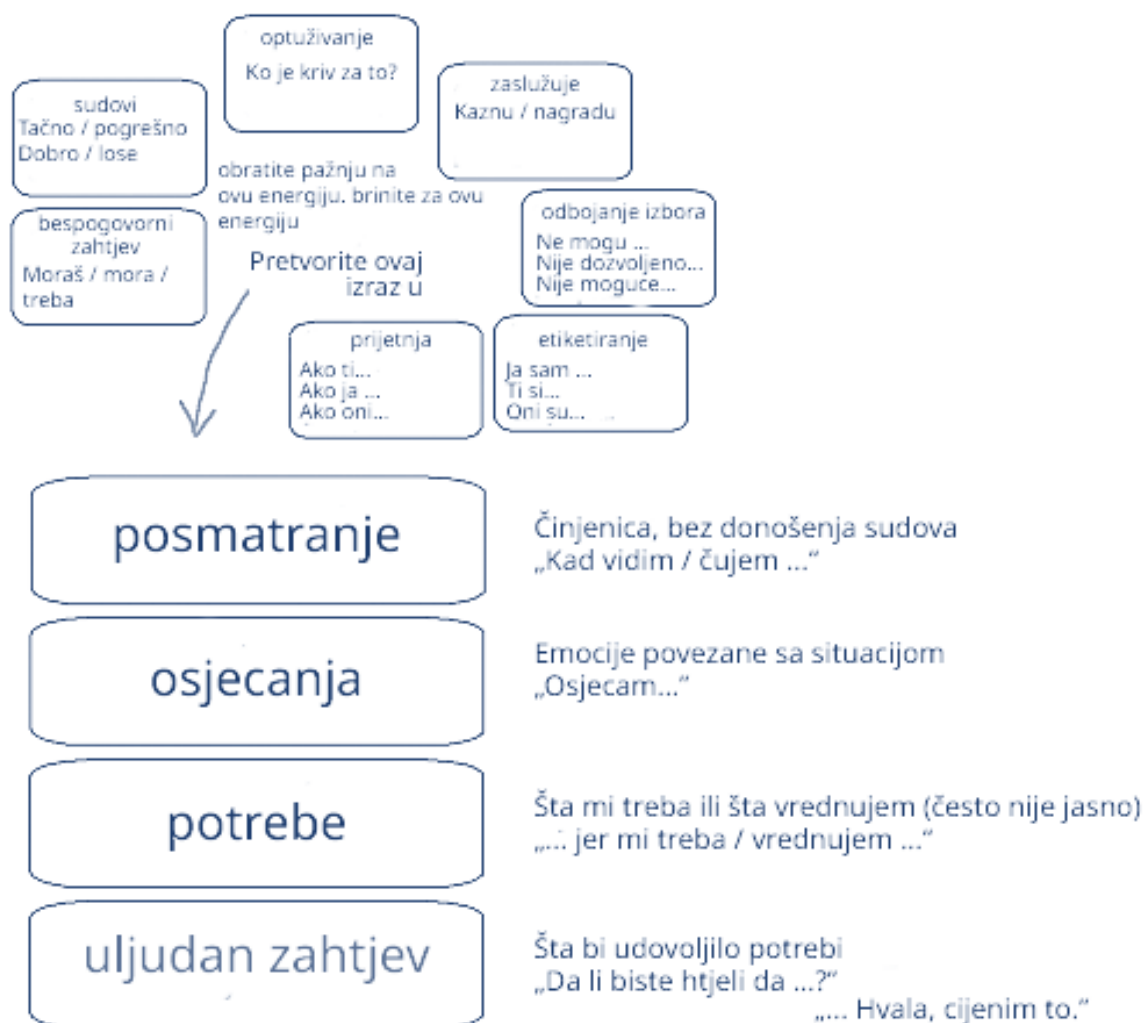 optuživanje
Ko je kriv za to?
zaslužuje
Kaznu / nagradu
sudovi
Tačno / pogrešno
Dobro / lose
obratite pažnju na
ovu energiju. brinite za ovu
energiju
bespogovorni
zahtjev
Moraš / mora /
treba
odbojanje izbora
Ne mogu ...
Nije dozvoljeno...
Nije moguce...
Pretvorite ovaj
izraz u
prijetnja
Ako ti...
Ako ja ...
Ako oni...
etiketiranje
Ja sam ...
Ti si...
Oni su...
posmatranje
Činjenica, bez donošenja sudova
„Kad vidim / čujem ...“
osjecanja
Emocije povezane sa situacijom
„Osjecam...“
potrebe
Šta mi treba ili šta vrednujem (često nije jasno)
„... jer mi treba / vrednujem ...“
uljudan zahtjev
Šta bi udovoljilo potrebi
„Da li biste htjeli da ...?“
„... Hvala, cijenim to.“